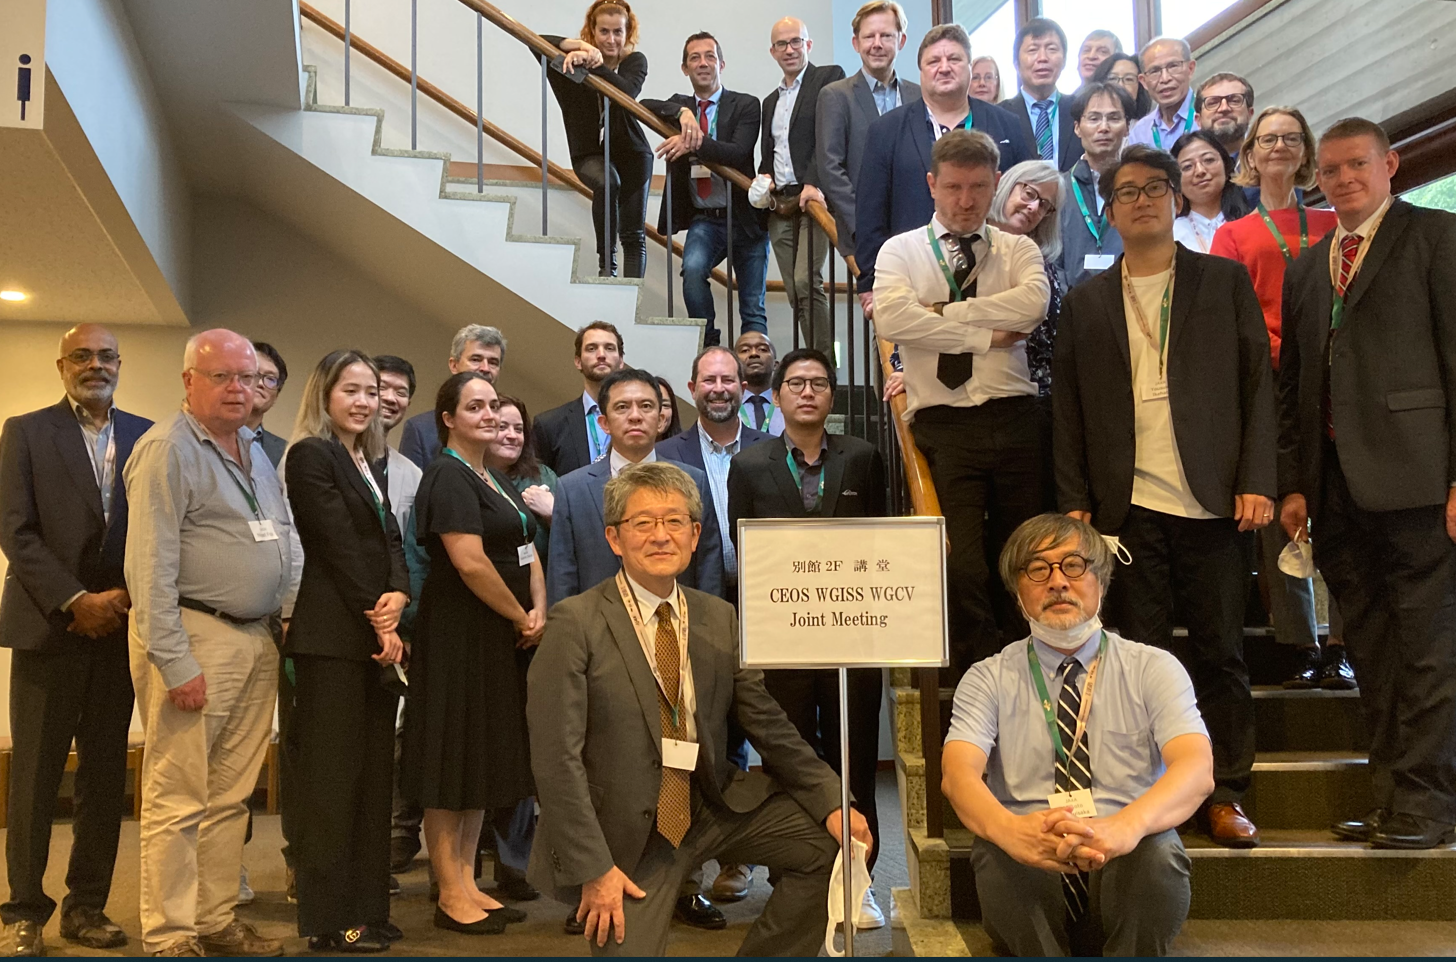 別館 2F 講堂
CEOS WGISS WGCV
Joint Meeting